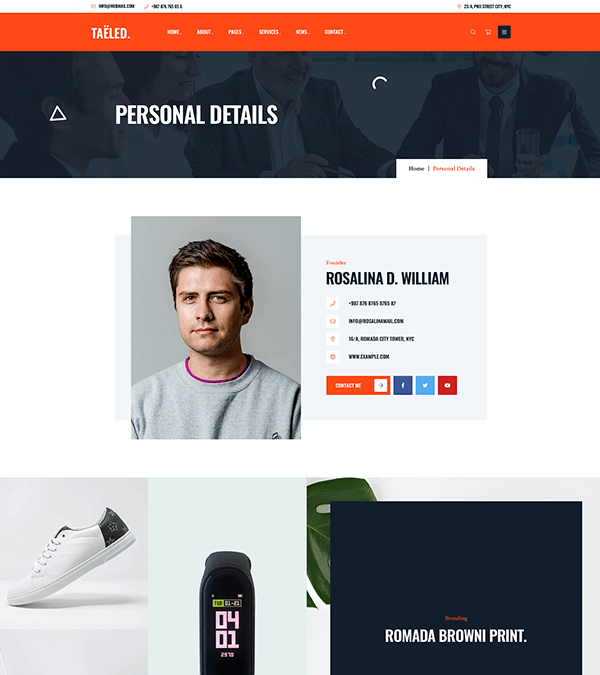 INFO@WEBMAIL.COM +987 876 765 65 6 23/A, PRO STREET CITY, NYC
TAËLED. HOME ABOUT PAGES SERVICES NEWS CONTACT
PERSONAL DETAILS
Home | Personal Details
Founder
ROSALINA D. WILLIAM
+987 876 8765 8765 87
INFO@ROSALINAMAIL.COM
16/A, ROMADA CITY TOWER, NYC
WWW.EXAMPLE.COM
CONTACT ME
TUE 01-21
04
01
2970
Branding
ROMADA BROWNI PRINT.